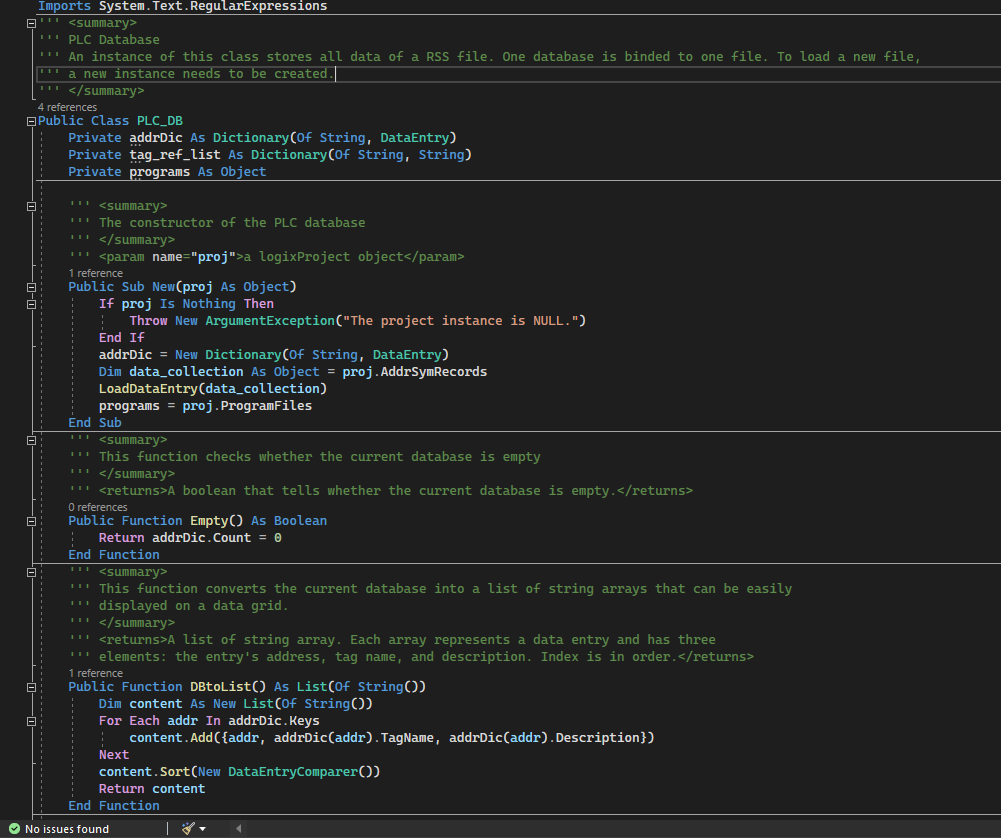 Imports System.Text.RegularExpressions
''' <summary>
''' PLC Database
''' An instance of this class stores all data of a RSS file. One database is binded to one file. To load a new file,
''' a new instance needs to be created.
''' </summary>
4 references
Public Class PLC_DB
Private addrDic As Dictionary(Of String, DataEntry)
Private tag_ref_list As Dictionary(Of String, String)
Private programs As Object
''' <summary>
''' The constructor of the PLC database
''' </summary>
''' <param name="proj">a logixProject object</param>
1 reference
Public Sub New(proj As Object)
If proj Is Nothing Then
Throw New ArgumentException("The project instance is NULL.")
End If
addrDic = New Dictionary(Of String, DataEntry)
Dim data_collection As Object = proj.AddrSymRecords
LoadDataEntry(data_collection)
programs = proj.ProgramFiles
End Sub
''' <summary>
''' This function checks whether the current database is empty
''' </summary>
''' <returns>A boolean that tells whether the current database is empty.</returns>
0 references
Public Function Empty() As Boolean
Return addrDic.Count = 0
End Function
''' <summary>
''' This function converts the current database into a list of string arrays that can be easily
''' displayed on a data grid.
''' </summary>
''' <returns>A list of string array. Each array represents a data entry and has three
''' elements: the entry's address, tag name, and description. Index is in order.</returns>
1 reference
Public Function DBtoList() As List(Of String())
Dim content As New List(Of String())
For Each addr In addrDic.Keys
content.Add({addr, addrDic(addr).TagName, addrDic(addr).Description})
Next
content.Sort(New DataEntryComparer())
Return content
End Function
No issues found